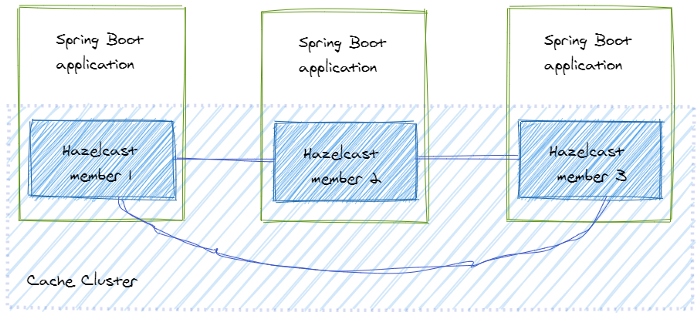 Spring Boot
application
Spring Boot
application
Spring Boot
application
Hazelcast
member 1
Hazelcast
member 2
Hazelcast
member 3
Cache Cluster